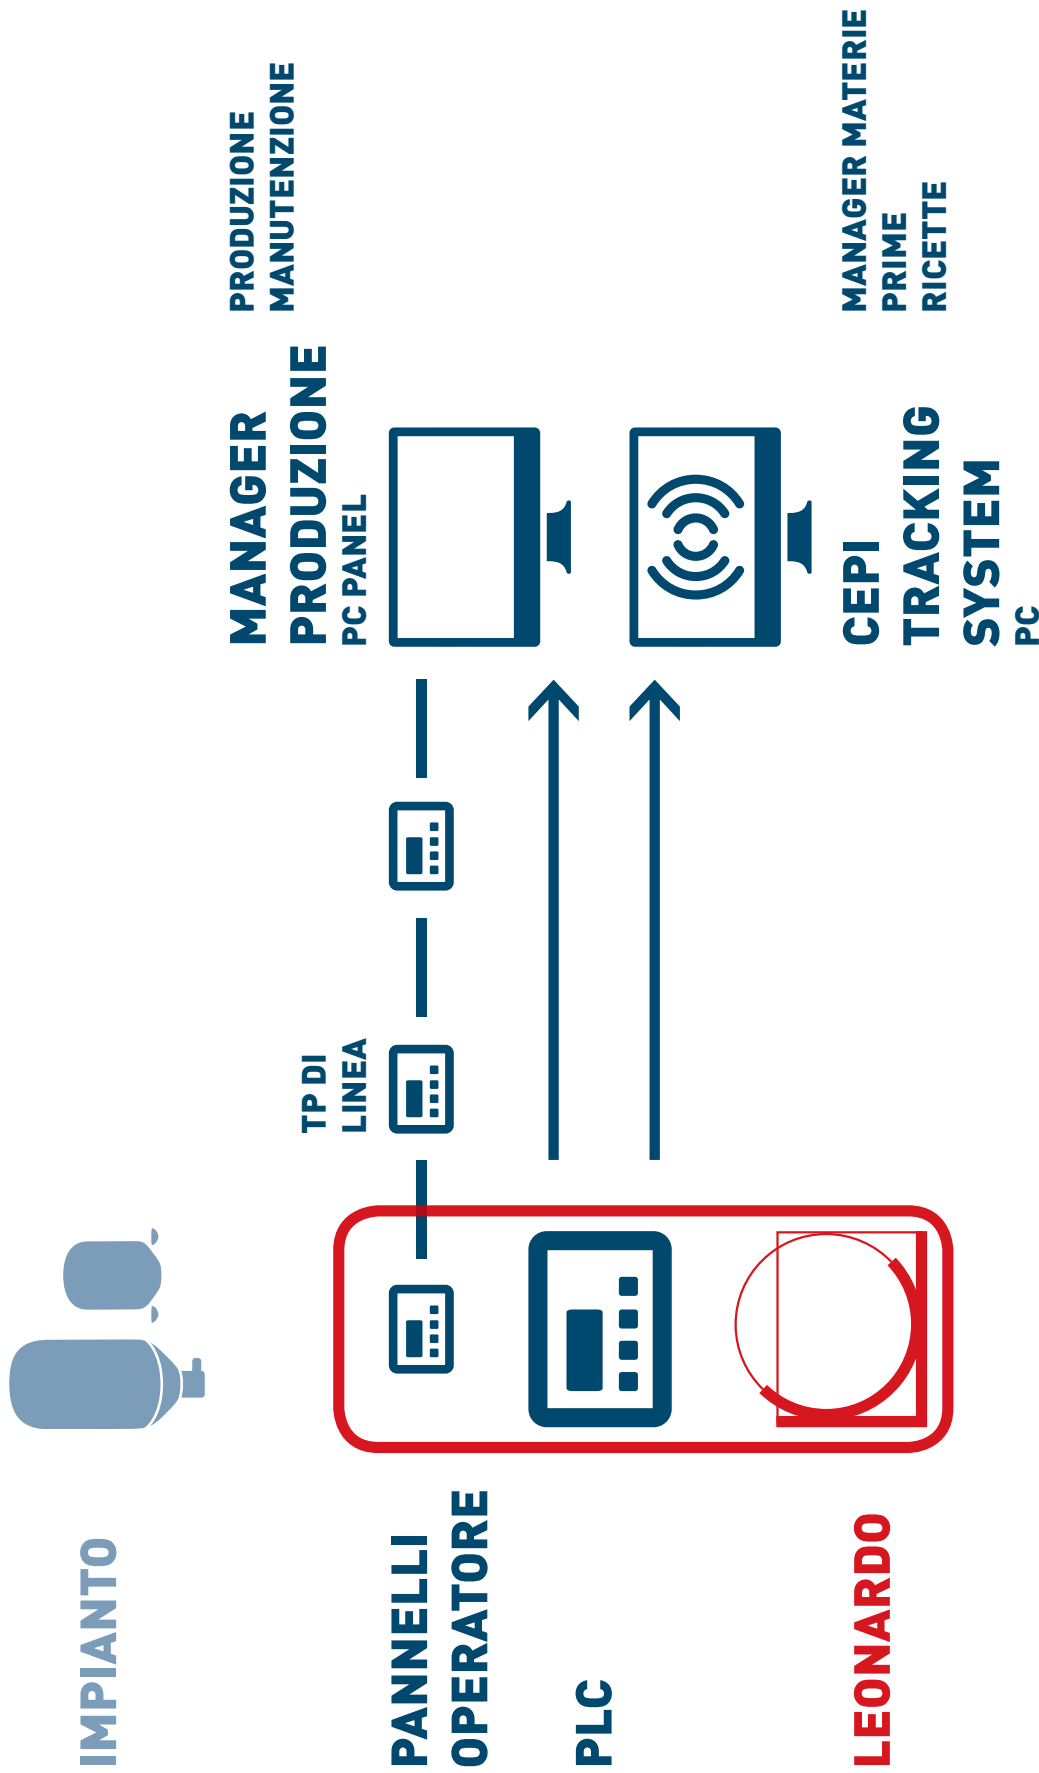 IMPIANTO
PANNELLI
OPERATORE
PLC
LEONARDO
TP DI
LINEA
MANAGER
PRODUZIONE
PC PANEL
PRODUZIONE
MANUTENZIONE
CEPI
TRACKING
SYSTEM
PC
MANAGER MATERIE
PRIME
RICETTE